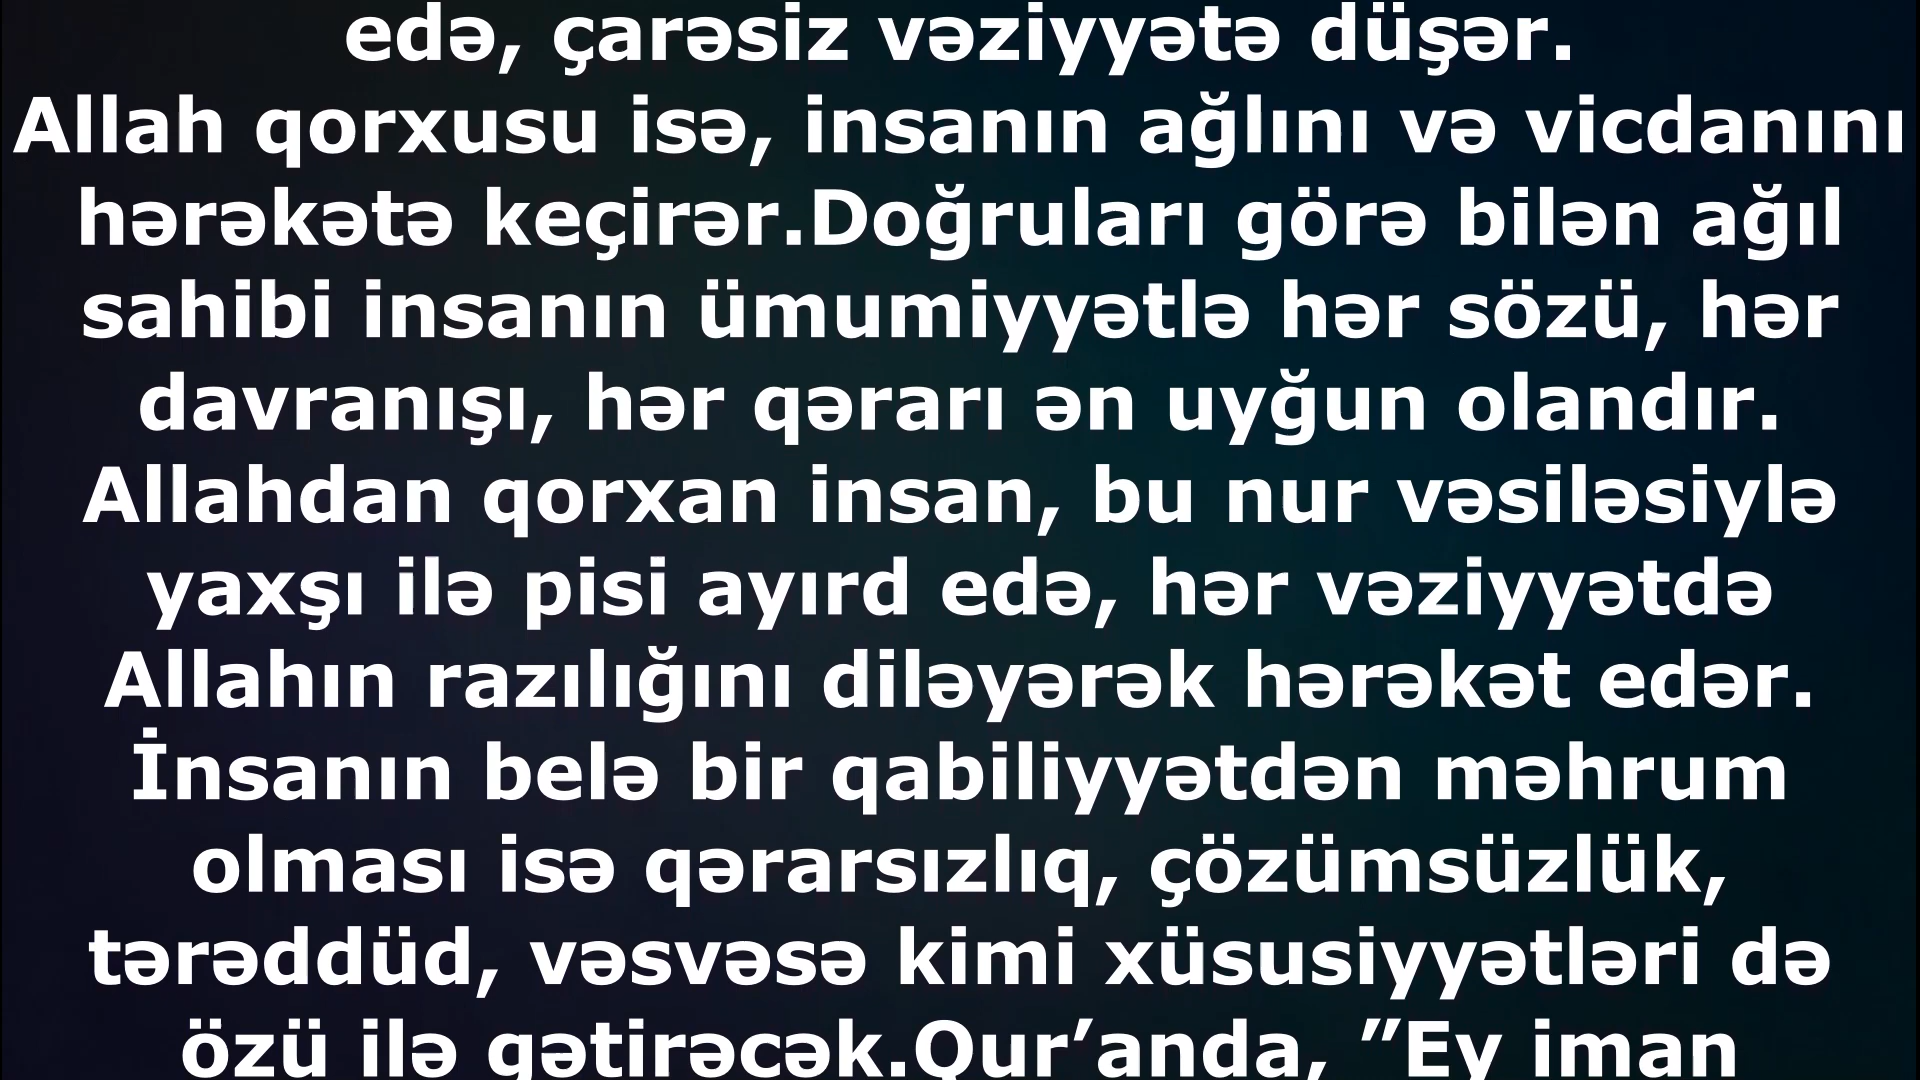 edə, çarəsiz vəziyyətə düşər.
Allah qorxusu isə, insanın ağlını və vicdanını
hərəkətə keçirər.Doğruları görə bilən ağıl
sahibi insanın ümumiyyətlə hər sözü, hər
davranışı, hər qərarı ən uyğun olandır.
Allahdan qorxan insan, bu nur vəsiləsiylə
yaxşı ilə pisi ayırd edə, hər vəziyyətdə
Allahın razılığını diləyərək hərəkət edər.
İnsanın belə bir qabiliyyətdən məhrum
olması isə qərarsızlıq, çözümsüzlük,
tərəddüd, vəsvəsə kimi xüsusiyyətləri də
özü ilə gətirəcək.Qur’anda, ”Ey iman